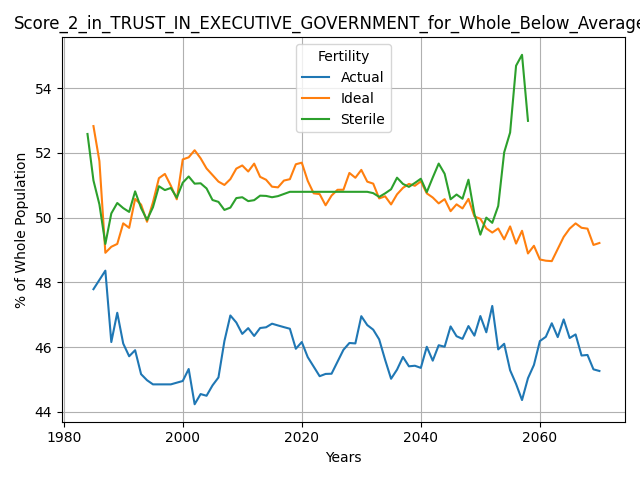 Score_2_in_TRUST_IN_EXECUTIVE_GOVERNMENT_for_Whole_Below_Average
Fertility
Actual
Ideal
Sterile
% of Whole Population
54
52
50
48
46
44
1980 2000 2020 2040 2060
Years